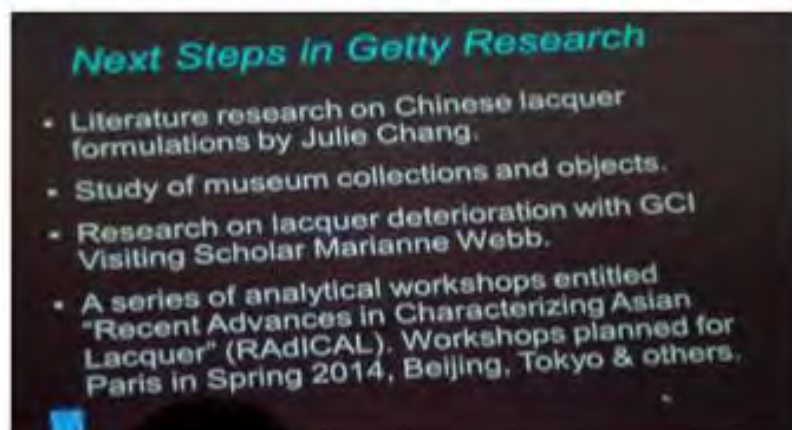 Next Steps in Getty Research
• Literature research on Chinese lacquer
formulations by Julie Chang.
• Study of museum collections and objects.
• Research on lacquer deterioration with GCI
Visiting Scholar Marianne Webb.
• A series of analytical workshops entitled
"Recent Advances in Characterizing Asian
Lacquer" (RAdICAL). Workshops planned for
Paris in Spring 2014, Beijing, Tokyo & others.